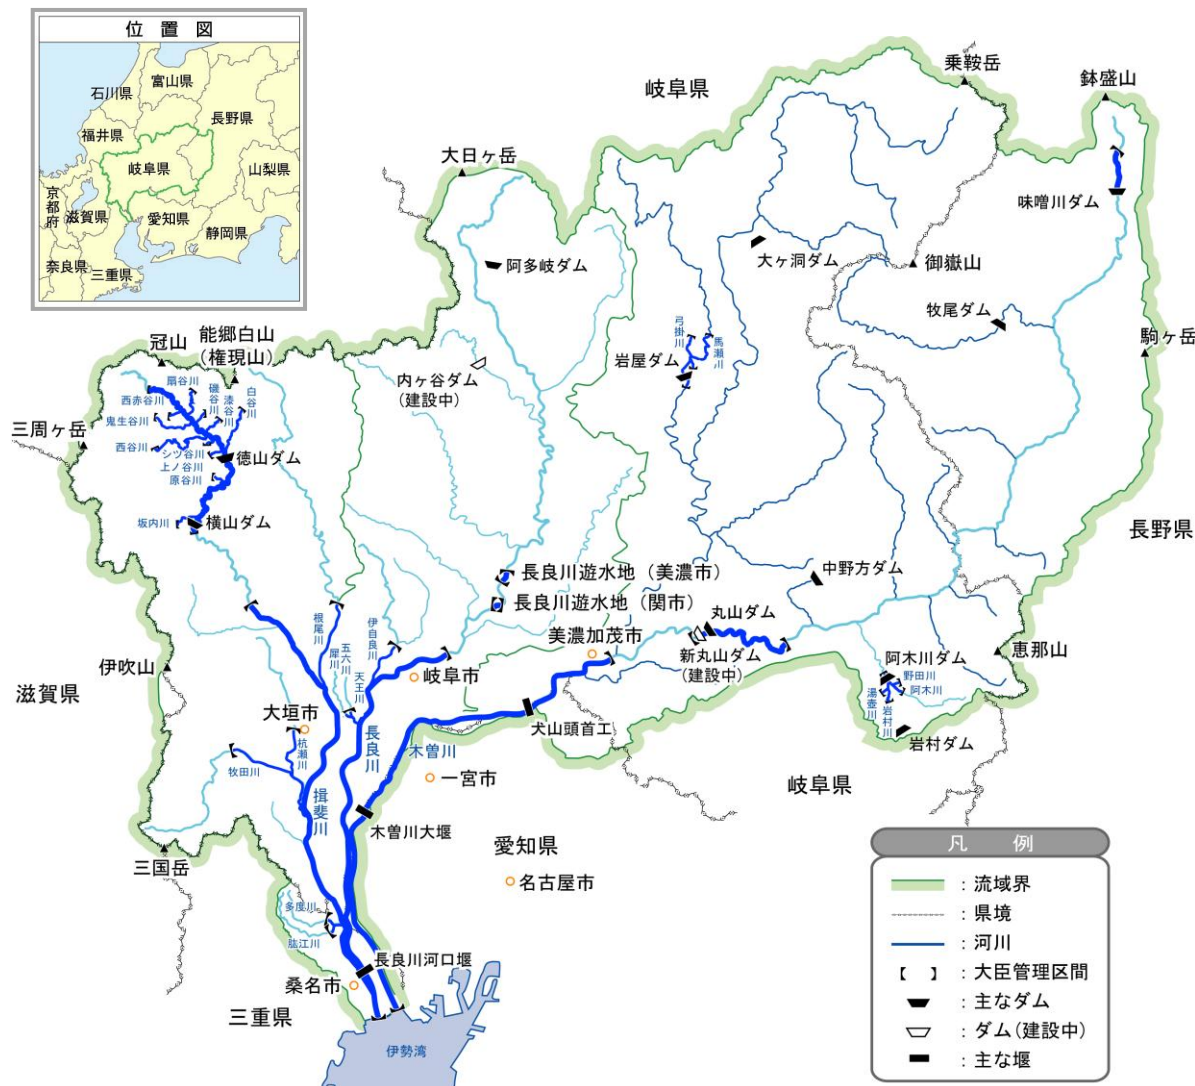 位 置 図
富山県
石川県
長野県
福井県
岐阜県
山梨県
京都府
滋賀県
愛知県
静岡県
奈良県
三重県
岐阜県
乗鞍岳
鉢盛山
大日ヶ岳
味噌川ダム
阿多岐ダム
大ヶ洞ダム
御嶽山
牧尾ダム
駒ヶ岳
弓掛川
馬瀬川
岩屋ダム
内ヶ谷ダム
(建設中)
冠山
能郷白山
(権現山)
扇谷川
磯谷川
漆谷川
白谷川
西赤谷川
鬼生谷川
三周ヶ岳
西谷川
シツ谷川
徳山ダム
上ノ谷川
原谷川
坂内川
横山ダム
長野県
長良川遊水地(美濃市)
長良川遊水地(関市)
中野方ダム
丸山ダム
美濃加茂市
新丸山ダム
(建設中)
根尾川
伊自良川
五六川
犀川
天王川
岐阜市
伊吹山
滋賀県
恵那山
阿木川ダム
野田川
阿木川
湯壺川
岩村川
岩村ダム
大垣市
杭瀬川
牧田川
長良川
木曽川
犬山頭首工
一宮市
揖斐川
木曽川大堰
岐阜県
愛知県
名古屋市
三国岳
多度川
肱江川
長良川河口堰
桑名市
三重県
伊勢湾
凡 例
:流域界
:県境
:河川
:大臣管理区間
:主なダム
:ダム(建設中)
:主な堰